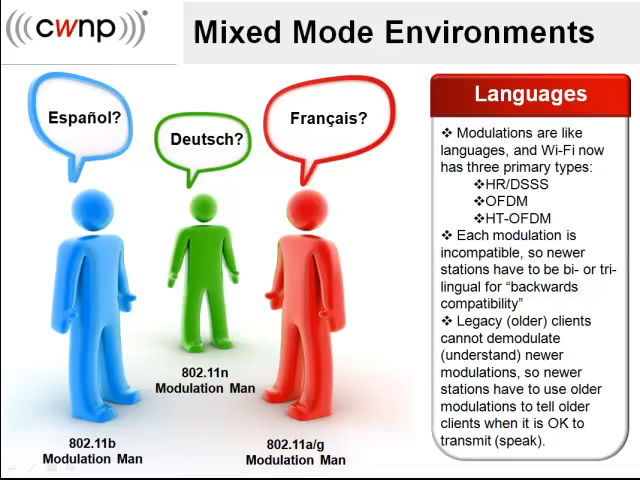 cwnp®
Mixed Mode Environments
Español?
Deutsch?
Français?
802.11n
Modulation Man
802.11b
Modulation Man
802.11a/g
Modulation Man
Languages
❖ Modulations are like
languages, and Wi-Fi now
has three primary types:
❖HR/DSSS
❖OFDM
❖HT-OFDM
❖ Each modulation is
incompatible, so newer
stations have to be bi- or tri-
lingual for “backwards
compatibility”
❖ Legacy (older) clients
cannot demodulate
(understand) newer
modulations, so newer
stations have to use older
modulations to tell older
clients when it is OK to
transmit (speak).